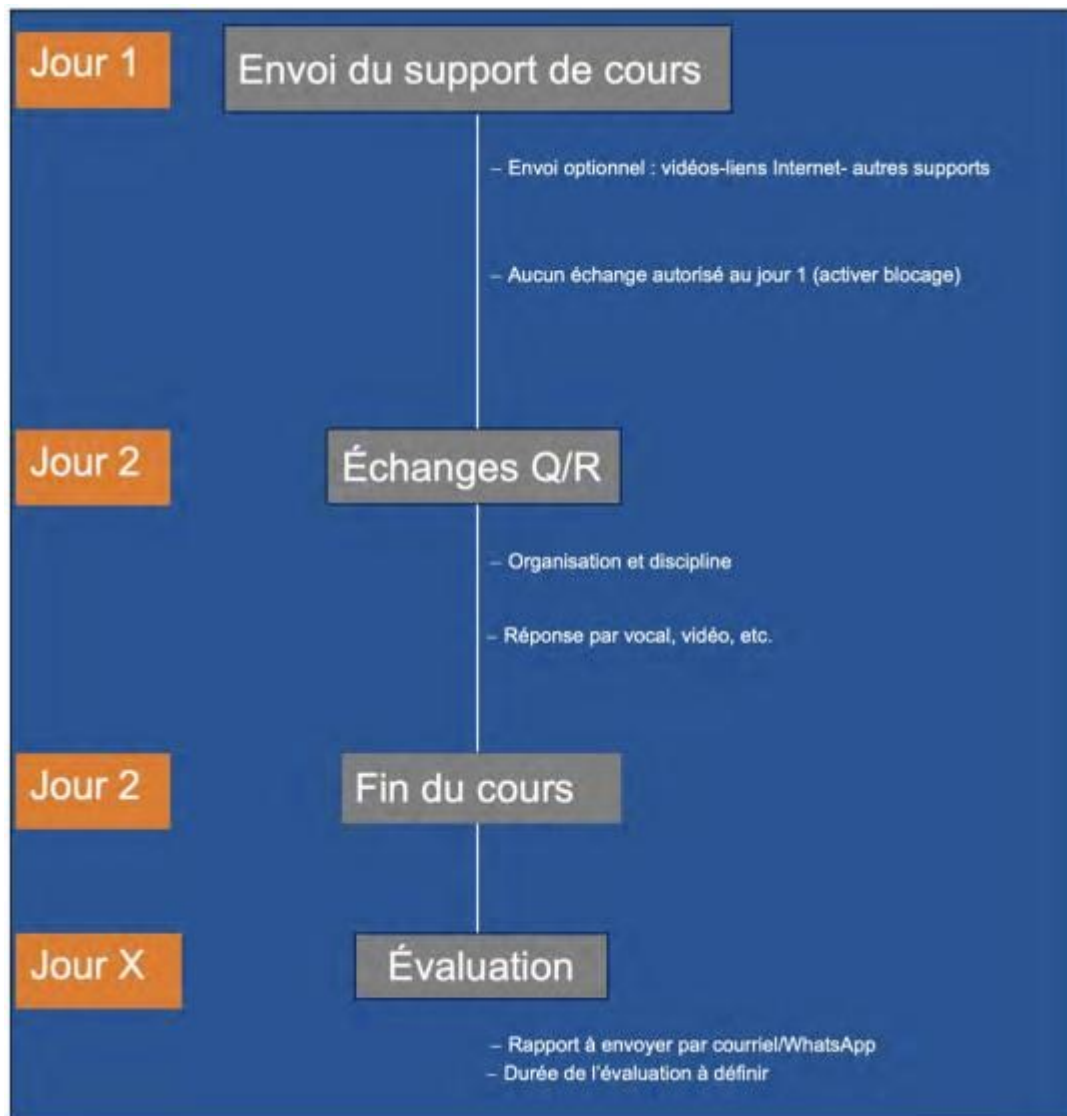 Jour 1
Envoi du support de cours
– Envoi optionnel : vidéos-liens Internet- autres supports
– Aucun échange autorisé au jour 1 (activer blocage)
Jour 2
Échanges Q/R
– Organisation et discipline
– Réponse par vocal, vidéo, etc.
Jour 2
Fin du cours
Jour X
Évaluation
– Rapport à envoyer par courriel/WhatsApp
– Durée de l'évaluation à définir